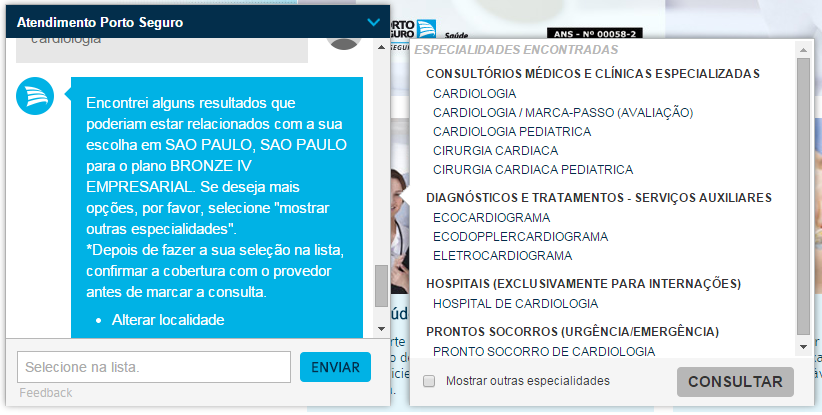 Atendimento Porto Seguro
cardiologia
Encontrei alguns resultados que
poderiam estar relacionados com a sua
escolha em SAO PAULO, SAO PAULO
para o plano BRONZE IV
EMPRESARIAL. Se deseja mais
opções, por favor, selecione "mostrar
outras especialidades".
*Depois de fazer a sua seleção na lista,
confirmar a cobertura com o provedor
antes de marcar a consulta.
• Alterar localidade
Selecione na lista.
ENVIAR
Feedback
Saúde
ANS - Nº 00058-2
ESPECIALIDADES ENCONTRADAS
CONSULTÓRIOS MÉDICOS E CLÍNICAS ESPECIALIZADAS
CARDIOLOGIA
CARDIOLOGIA / MARCA-PASSO (AVALIAÇÃO)
CARDIOLOGIA PEDIATRICA
CIRURGIA CARDIACA
CIRURGIA CARDIACA PEDIATRICA
DIAGNÓSTICOS E TRATAMENTOS - SERVIÇOS AUXILIARES
ECOCARDIOGRAMA
ECODOPPLERCARDIOGRAMA
ELETROCARDIOGRAMA
HOSPITAIS (EXCLUSIVAMENTE PARA INTERNAÇÕES)
HOSPITAL DE CARDIOLOGIA
PRONTOS SOCORROS (URGÊNCIA/EMERGÊNCIA)
PRONTO SOCORRO DE CARDIOLOGIA
Mostrar outras especialidades
CONSULTAR